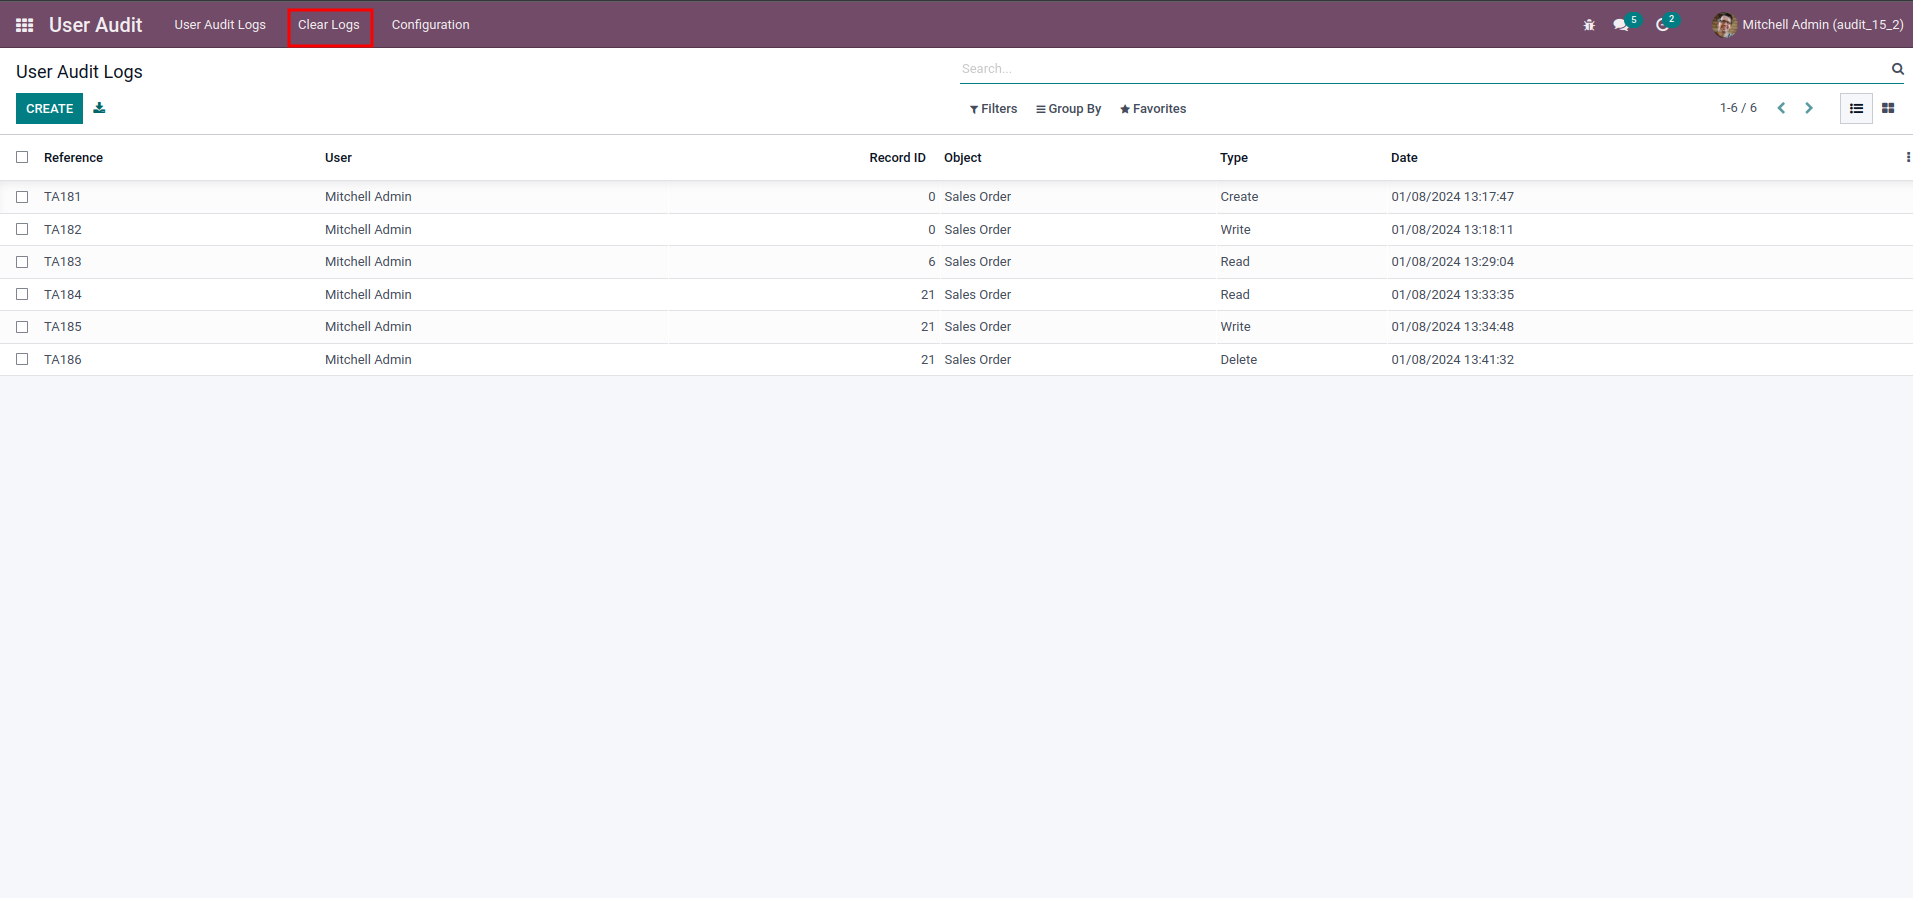 User Audit User Audit Logs Clear Logs Configuration 5 2 Mitchell Admin (audit_15_2)
User Audit Logs Search...
CREATE Filters Group By Favorites 1-6 / 6
Reference User Record ID Object Type Date
TA181 Mitchell Admin 0 Sales Order Create 01/08/2024 13:17:47
TA182 Mitchell Admin 0 Sales Order Write 01/08/2024 13:18:11
TA183 Mitchell Admin 6 Sales Order Read 01/08/2024 13:29:04
TA184 Mitchell Admin 21 Sales Order Read 01/08/2024 13:33:35
TA185 Mitchell Admin 21 Sales Order Write 01/08/2024 13:34:48
TA186 Mitchell Admin 21 Sales Order Delete 01/08/2024 13:41:32